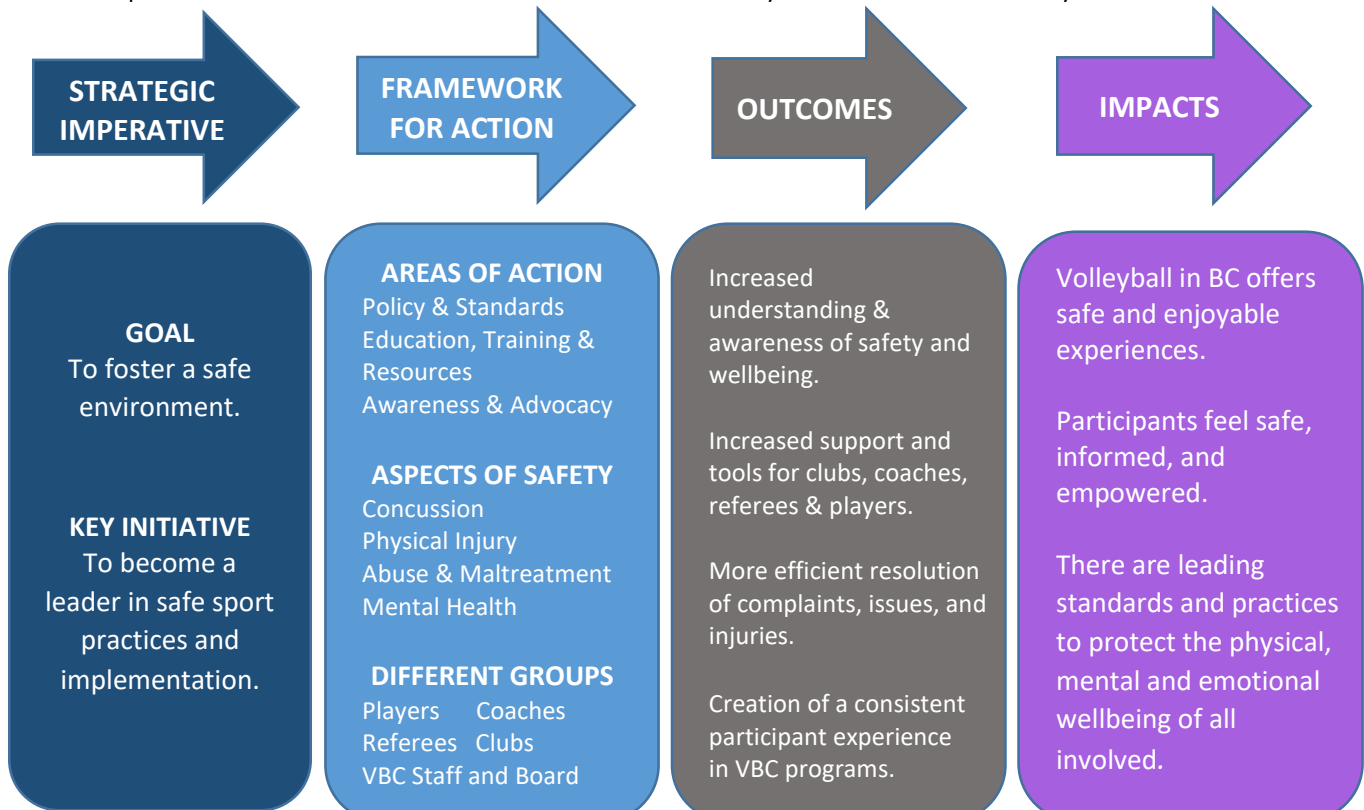 STRATEGIC
IMPERATIVE
FRAMEWORK
FOR ACTION
OUTCOMES
IMPACTS
GOAL
To foster a safe
environment.
KEY INITIATIVE
To become a
leader in safe sport
practices and
implementation.
AREAS OF ACTION
Policy & Standards
Education, Training &
Resources
Awareness & Advocacy
ASPECTS OF SAFETY
Concussion
Physical Injury
Abuse & Maltreatment
Mental Health
DIFFERENT GROUPS
Players Coaches
Referees Clubs
VBC Staff and Board
Increased
understanding &
awareness of safety and
wellbeing.
Increased support and
tools for clubs, coaches,
referees & players.
More efficient resolution
of complaints, issues, and
injuries.
Creation of a consistent
participant experience
in VBC programs.
Volleyball in BC offers
safe and enjoyable
experiences.
Participants feel safe,
informed, and
empowered.
There are leading
standards and practices
to protect the physical,
mental and emotional
wellbeing of all
involved.